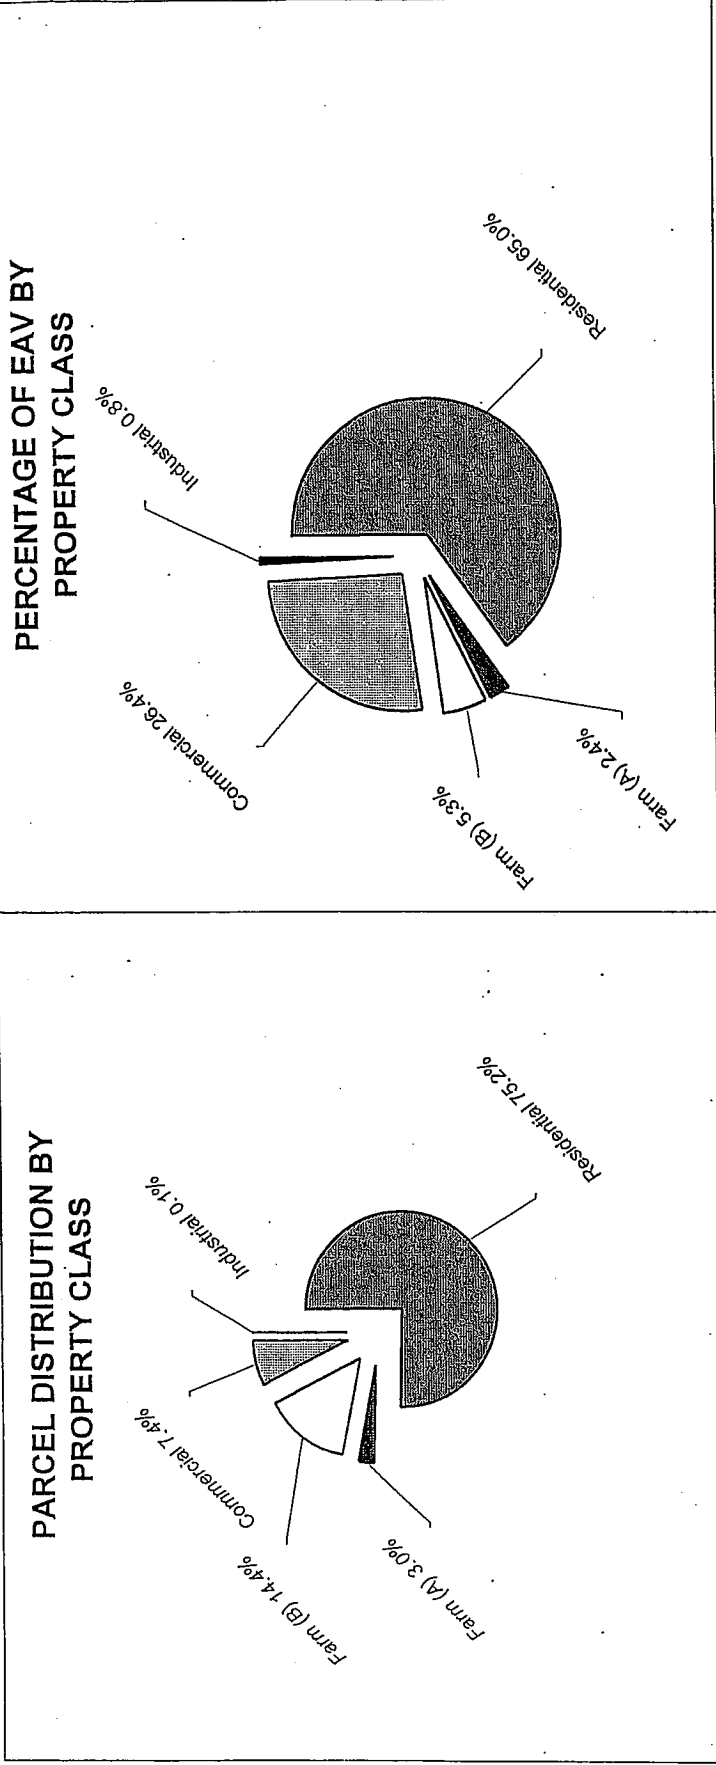 PARCEL DISTRIBUTION BY
PROPERTY CLASS
Industrial 0.1%
Commercial 7.4%
Farm (B) 14.4%
Farm (A) 3.0%
Residential 75.2%
PERCENTAGE OF EAV BY
PROPERTY CLASS
Industrial 0.8%
Commercial 26.4%
Farm (B) 5.3%
Farm (A) 2.4%
Residential 65.0%